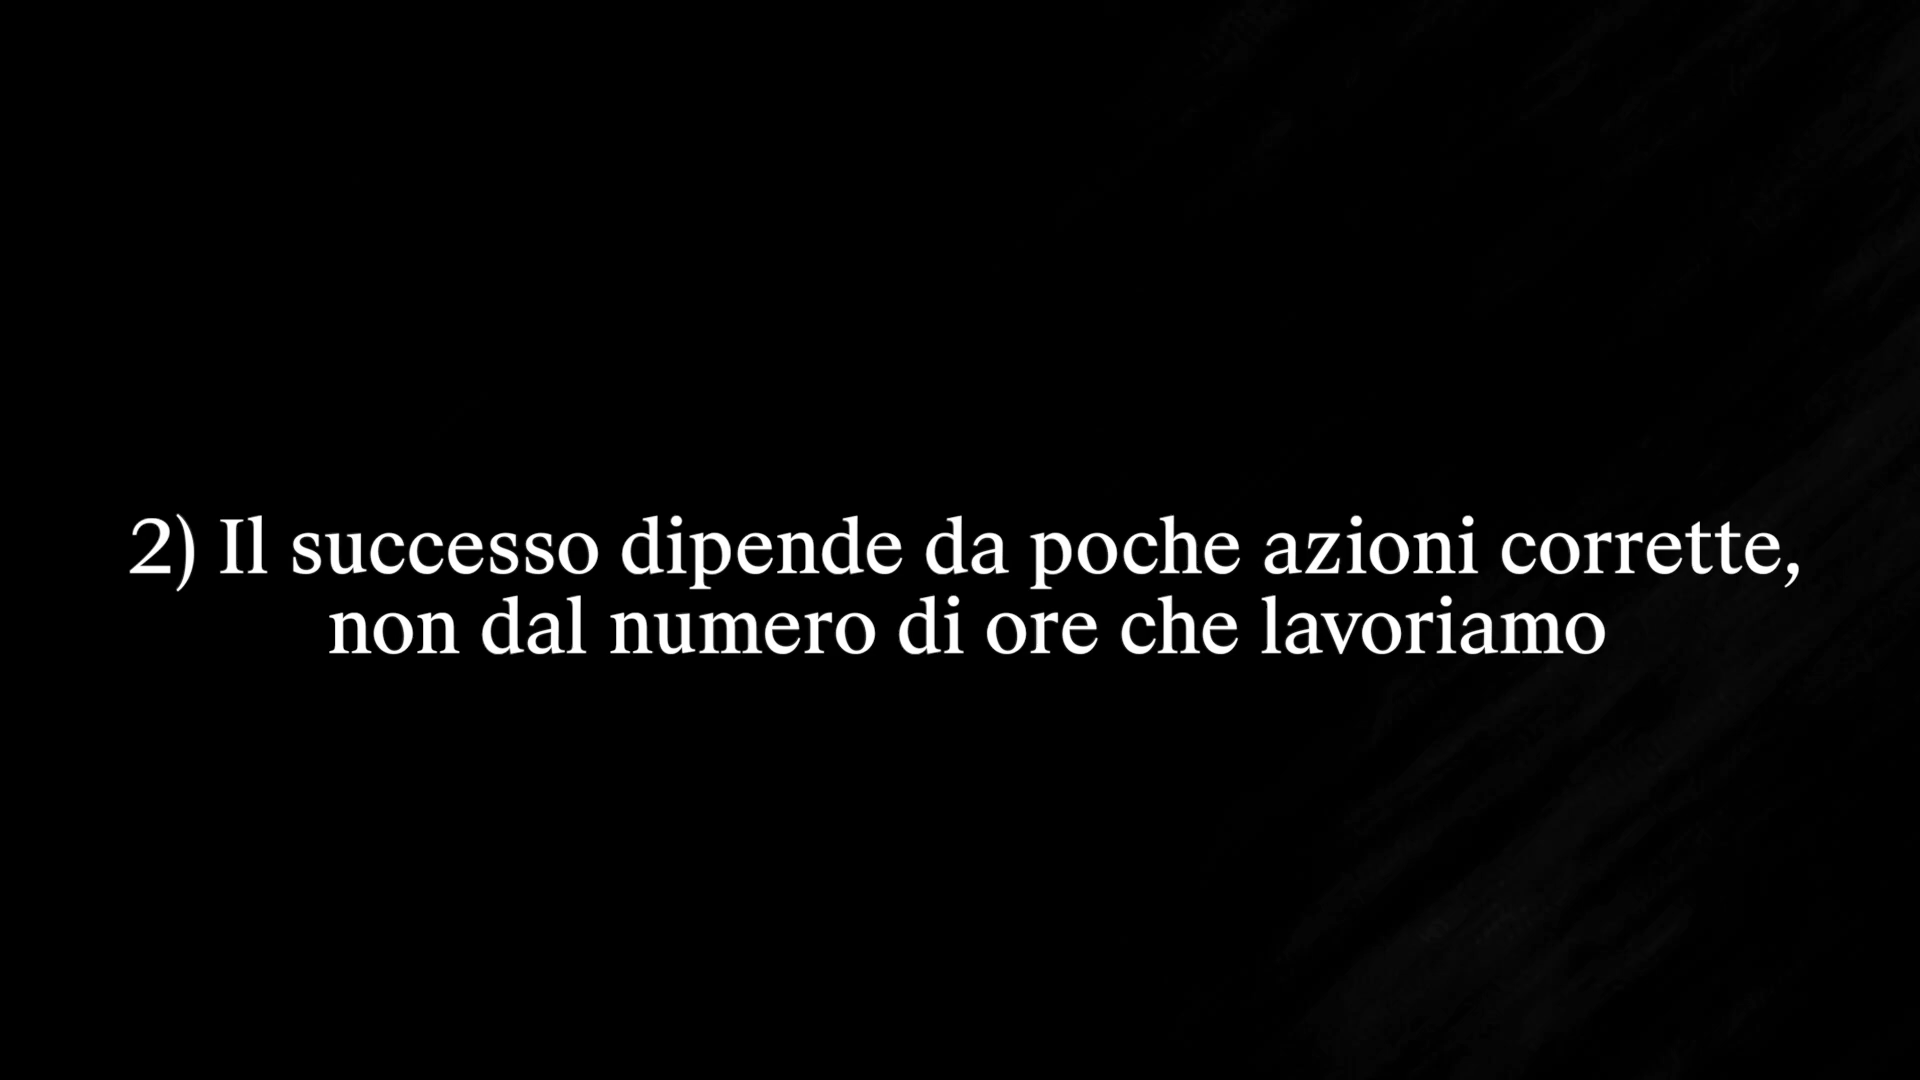 2) Il successo dipende da poche azioni corrette,
non dal numero di ore che lavoriamo